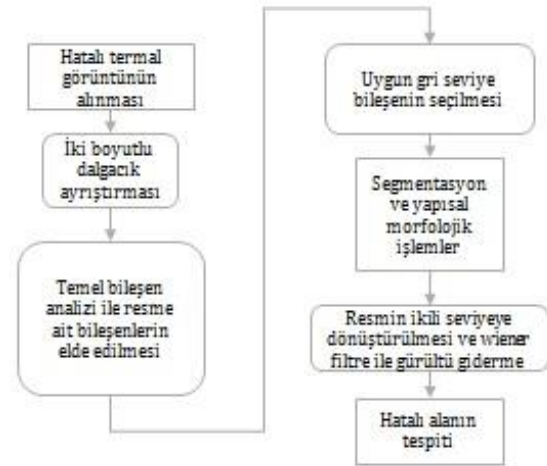 Hatalı termal
görüntünün
alınması
İki boyutlu
dalgacık
ayrıştırması
Temel bileşen
analizi ile resme
ait bileşenlerin
elde edilmesi
Uygun gri seviye
bileşenin seçilmesi
Segmentasyon
ve yapısal
morfolojik
işlemler
Resmin ikili seviyeye
dönüştürülmesi ve wiener
filtre ile gürültü giderme
Hatalı alanın
tespiti